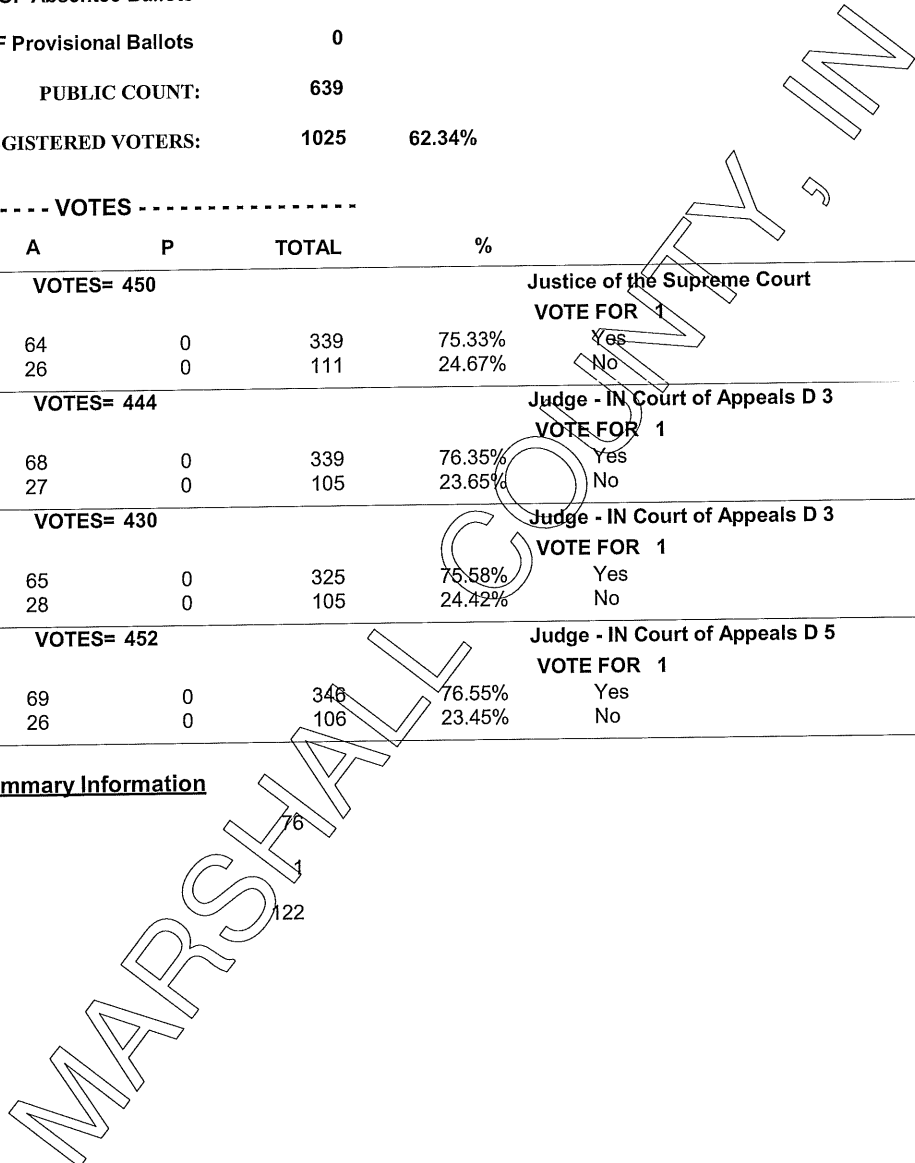 OF Absentee Ballots
F Provisional Ballots 0
PUBLIC COUNT: 639
GISTERED VOTERS: 1025 62.34%
- - - - VOTES - - - - - - - - - - - - - - - -
A P TOTAL %
VOTES= 450 Justice of the Supreme Court
VOTE FOR 1
64 0 339 75.33% Yes
26 0 111 24.67% No
VOTES= 444 Judge - IN Court of Appeals D 3
VOTE FOR 1
68 0 339 76.35% Yes
27 0 105 23.65% No
VOTES= 430 Judge - IN Court of Appeals D 3
VOTE FOR 1
65 0 325 75.58% Yes
28 0 105 24.42% No
VOTES= 452 Judge - IN Court of Appeals D 5
VOTE FOR 1
69 0 346 76.55% Yes
26 0 106 23.45% No
mmary Information
76
1
122
MARSHALL COUNTY, IN